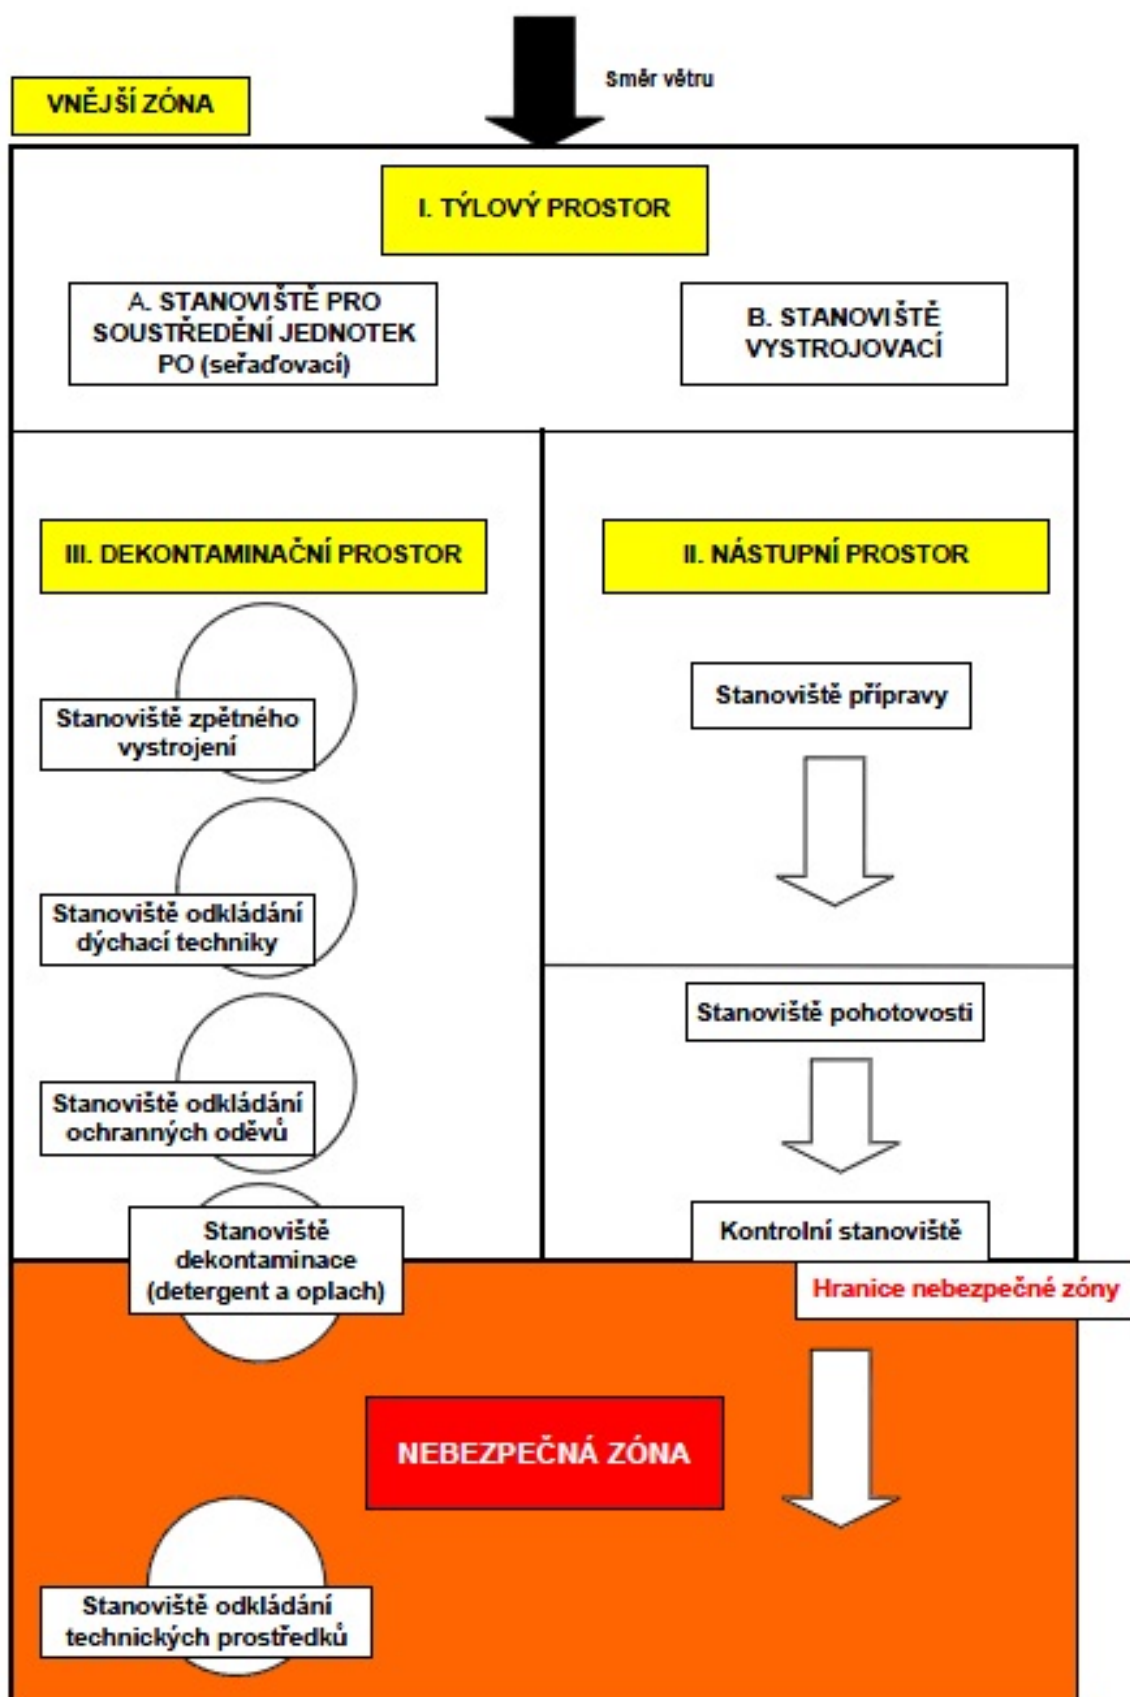 Směr větru
VNĚJŠÍ ZÓNA
I. TÝLOVÝ PROSTOR
A. STANOVIŠTĚ PRO
SOUSTŘEDĚNÍ JEDNOTEK
PO (seřaďovací)
B. STANOVIŠTĚ
VYSTROJOVACÍ
III. DEKONTAMINAČNÍ PROSTOR
Stanoviště zpětného
vystrojení
Stanoviště odkládání
dýchací techniky
Stanoviště odkládání
ochranných oděvů
Stanoviště
dekontaminace
(detergent a oplach)
II. NÁSTUPNÍ PROSTOR
Stanoviště přípravy
Stanoviště pohotovosti
Kontrolní stanoviště
Hranice nebezpečné zóny
NEBEZPEČNÁ ZÓNA
Stanoviště odkládání
technických prostředků